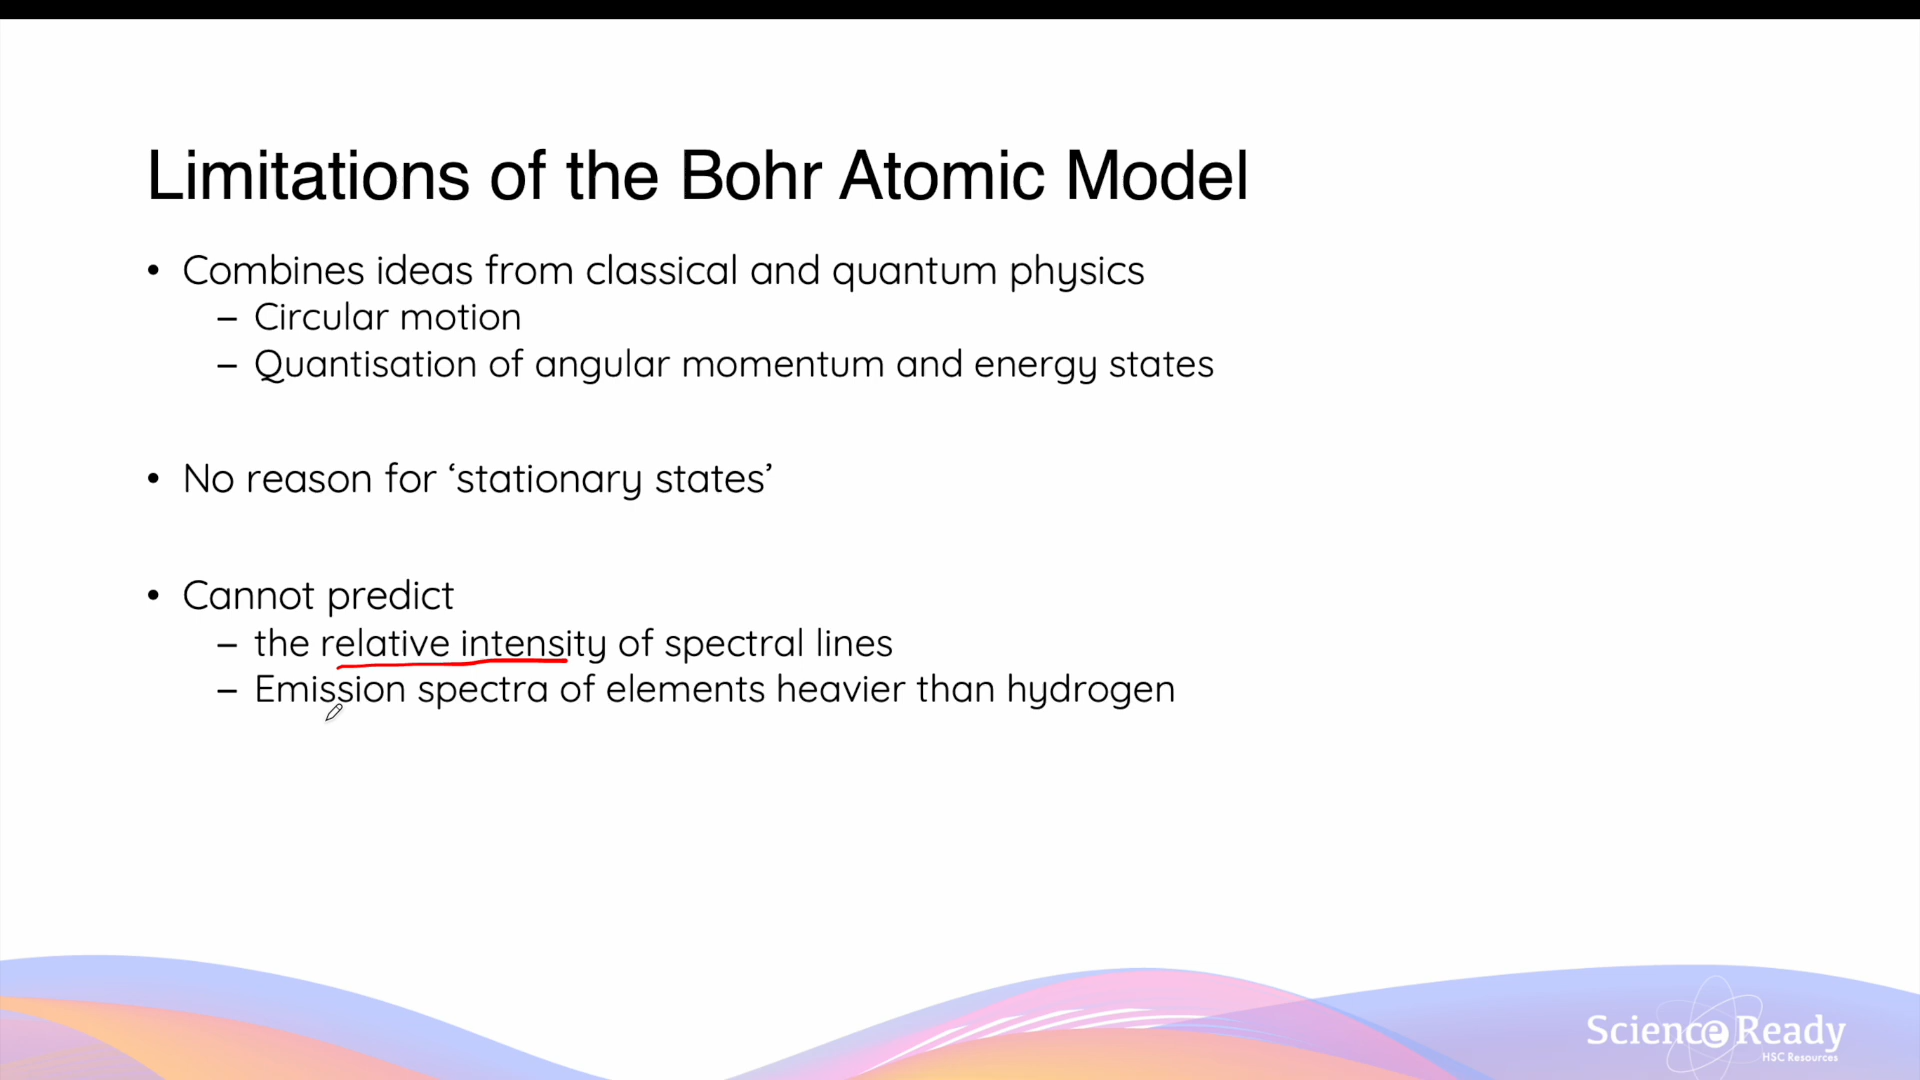 Limitations of the Bohr Atomic Model
• Combines ideas from classical and quantum physics
– Circular motion
– Quantisation of angular momentum and energy states
• No reason for ‘stationary states’
• Cannot predict
– the relative intensity of spectral lines
– Emission spectra of elements heavier than hydrogen
Science Ready
HSC Resources